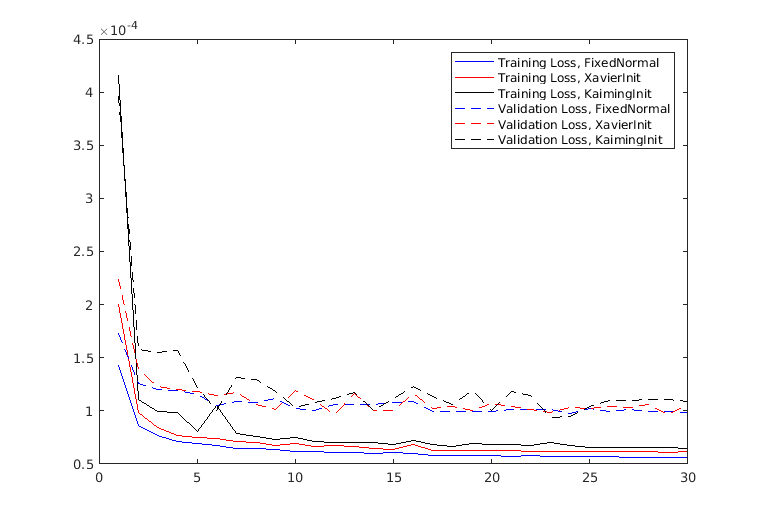 ×10-4
4.5
4
3.5
3
2.5
2
1.5
1
0.5
0 5 10 15 20 25 30
Training Loss, FixedNormal
Training Loss, XavierInit
Training Loss, KaimingInit
Validation Loss, FixedNormal
Validation Loss, XavierInit
Validation Loss, KaimingInit